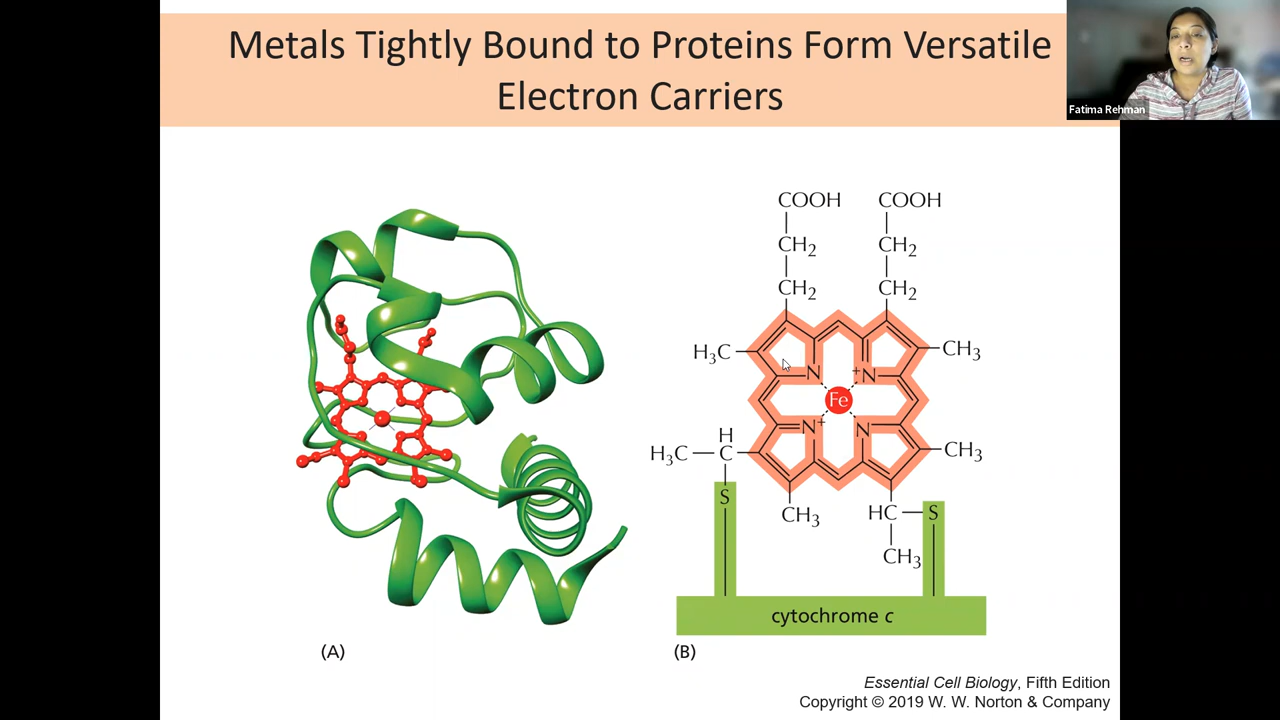 Metals Tightly Bound to Proteins Form Versatile
Electron Carriers
Fatima Rehman
COOH COOH
CH2 CH2
CH2 CH2
H3C CH3
N +N
Fe
N+ N
H
H3C—C CH3
S
CH3 HC—S
CH3
cytochrome c
(A) (B)
Essential Cell Biology, Fifth Edition
Copyright © 2019 W. W. Norton & Company